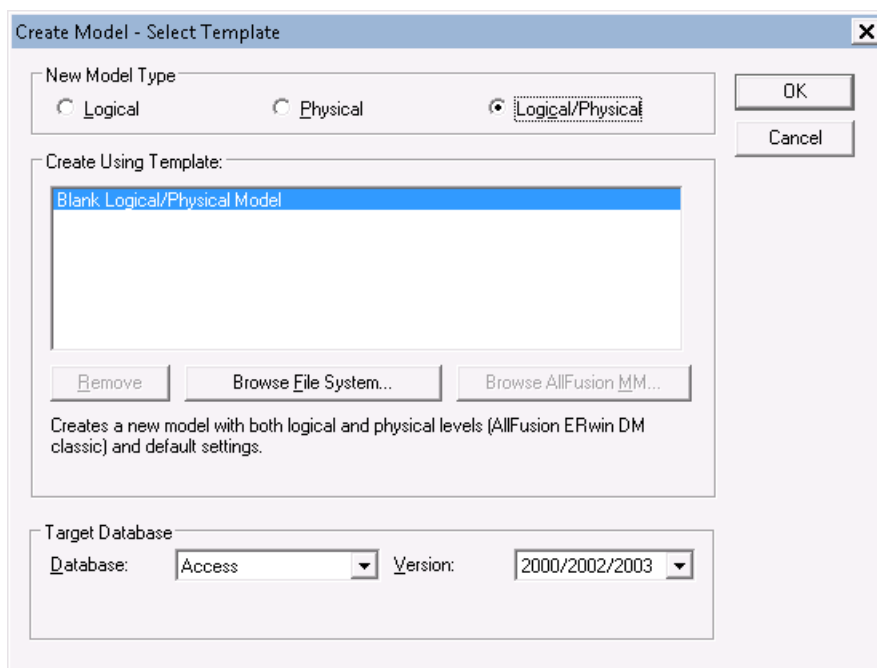 Create Model - Select Template
New Model Type
Logical
Physical
Logical/Physical
OK
Cancel
Create Using Template:
Blank Logical/Physical Model
Remove
Browse File System...
Browse AllFusion MM...
Creates a new model with both logical and physical levels (AllFusion ERwin DM
classic) and default settings.
Target Database
Database:
Access
Version:
2000/2002/2003